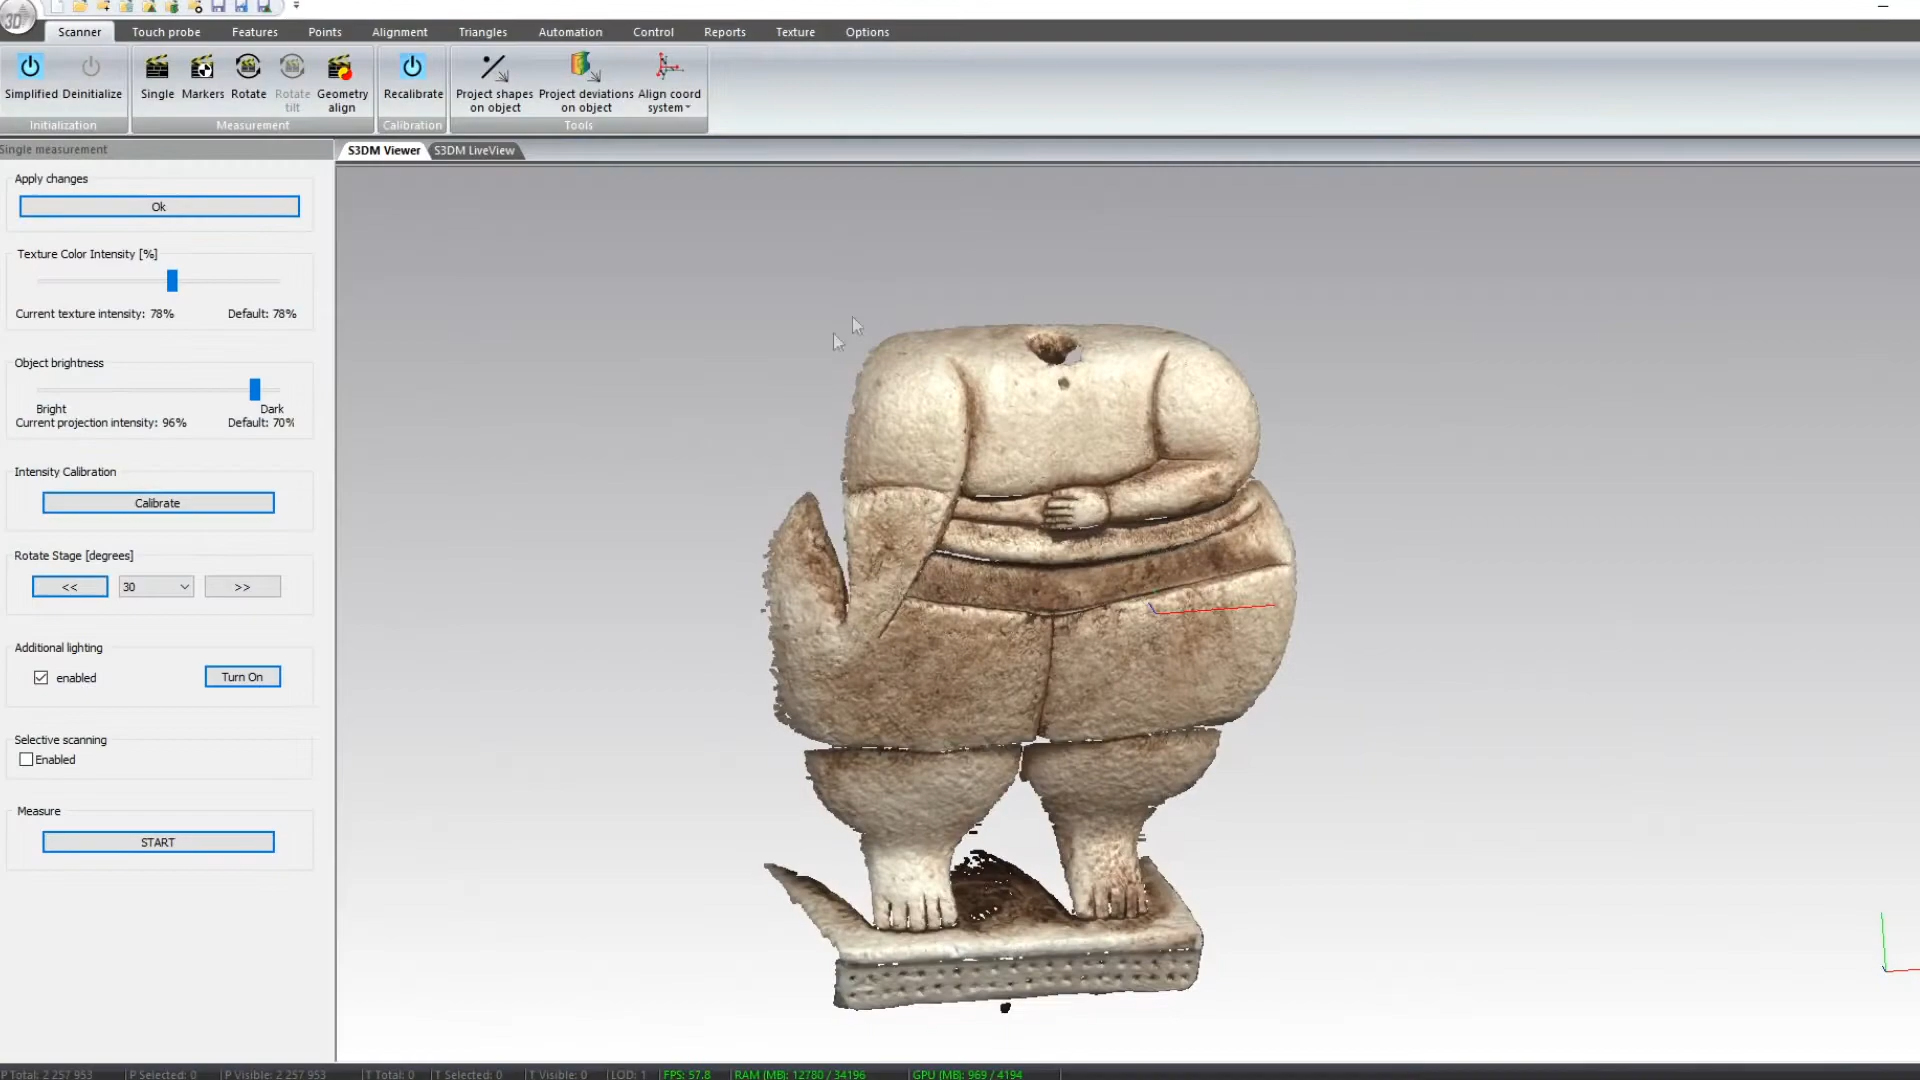 3D
Scanner Touch probe Features Points Alignment Triangles Automation Control Reports Texture Options
Simplified Deinitialize Single Markers Rotate Rotate tilt Geometry align Recalibrate Project shapes on object Project deviations on object Align coord system
Initialization Measurement Calibration Tools
Single measurement
S3DM Viewer S3DM LiveView
Apply changes
Ok
Texture Color Intensity [%]
Current texture intensity: 78% Default: 78%
Object brightness
Bright Dark
Current projection intensity: 96% Default: 70%
Intensity Calibration
Calibrate
Rotate Stage [degrees]
<< 30 >>
Additional lighting
enabled Turn On
Selective scanning
Enabled
Measure
START
P Total: 2 257 953 P Selected: 0 P Visible: 2 257 953 T Total: 0 T Selected: 0 T Visible: 0 LOD: 1 FPS: 57.8 RAM (MB): 12780 / 34196 GPU (MB): 969 / 4194